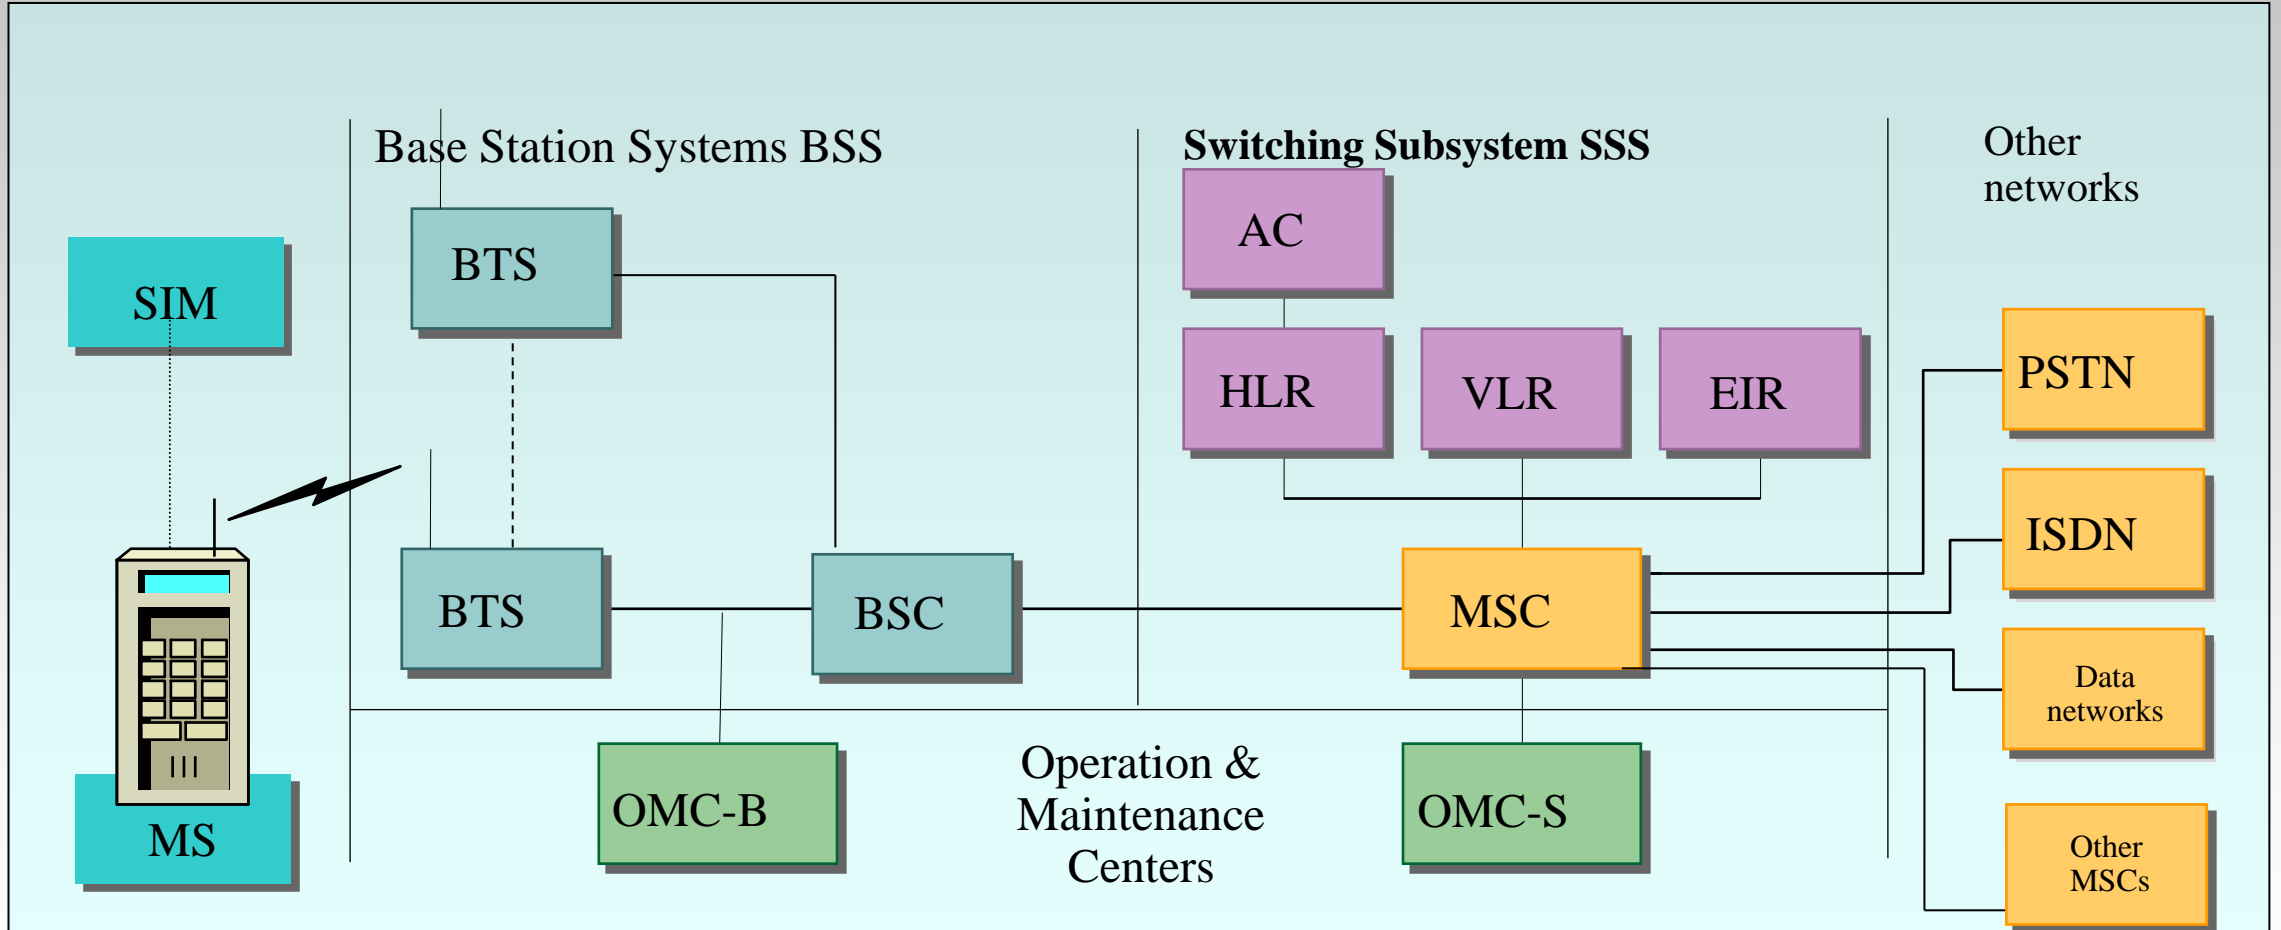 Base Station Systems BSS
Switching Subsystem SSS
Other
networks
AC
BTS
SIM
HLR
VLR
EIR
PSTN
ISDN
BTS
BSC
MSC
Data
networks
OMC-B
Operation &
Maintenance
Centers
OMC-S
MS
Other
MSCs